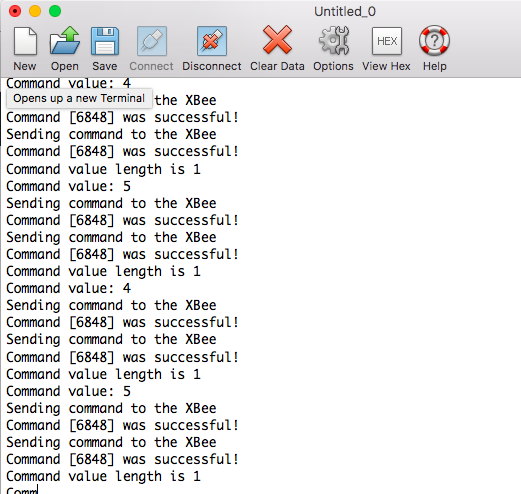 Untitled_0
New Open Save Connect Disconnect Clear Data Options View Hex Help
HEX
Command value: 4
Opens up a new Terminal the XBee
Command [6848] was successful!
Sending command to the XBee
Command [6848] was successful!
Command value length is 1
Command value: 5
Sending command to the XBee
Command [6848] was successful!
Sending command to the XBee
Command [6848] was successful!
Command value length is 1
Command value: 4
Sending command to the XBee
Command [6848] was successful!
Sending command to the XBee
Command [6848] was successful!
Command value length is 1
Command value: 5
Sending command to the XBee
Command [6848] was successful!
Sending command to the XBee
Command [6848] was successful!
Command value length is 1
Comm